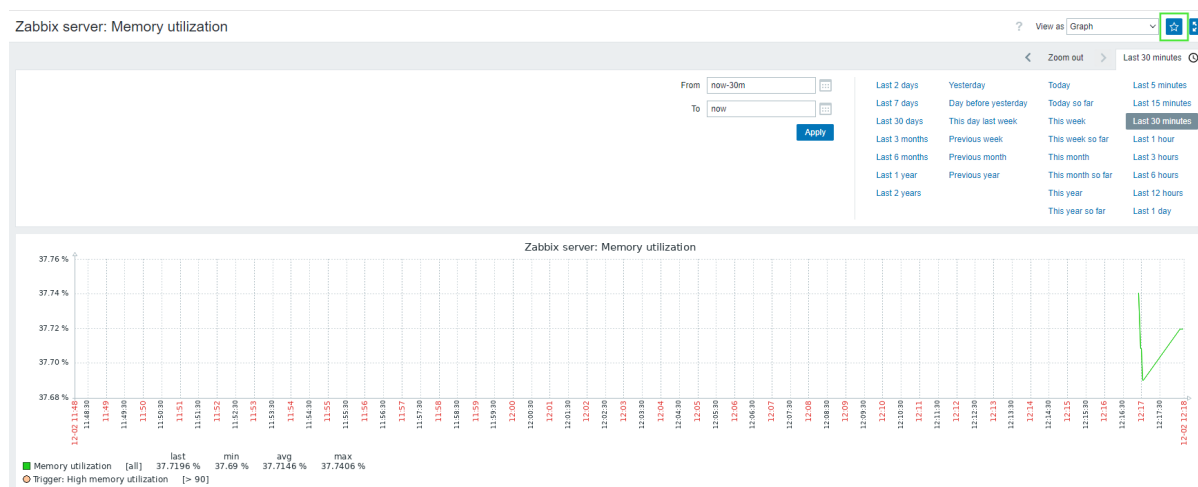 Zabbix server: Memory utilization
? View as Graph
Zoom out Last 30 minutes
From now-30m
To now
Apply
Last 2 days Yesterday Today Last 5 minutes
Last 7 days Day before yesterday Today so far Last 15 minutes
Last 30 days This day last week This week Last 30 minutes
Last 3 months Previous week This week so far Last 1 hour
Last 6 months Previous month This month Last 3 hours
Last 1 year Previous year This month so far Last 6 hours
Last 2 years This year Last 12 hours
This year so far Last 1 day
Zabbix server: Memory utilization
37.76 %
37.74 %
37.72 %
37.70 %
37.68 %
12-02 11:48 11:48:30 11:49 11:49:30 11:50 11:50:30 11:51 11:51:30 11:52 11:52:30 11:53 11:53:30 11:54 11:54:30 11:55 11:55:30 11:56 11:56:30 11:57 11:57:30 11:58 11:58:30 11:59 11:59:30 12:00 12:00:30 12:01 12:01:30 12:02 12:02:30 12:03 12:03:30 12:04 12:04:30 12:05 12:05:30 12:06 12:06:30 12:07 12:07:30 12:08 12:08:30 12:09 12:09:30 12:10 12:10:30 12:11 12:11:30 12:12 12:12:30 12:13 12:13:30 12:14 12:14:30 12:15 12:15:30 12:16 12:16:30 12:17 12:17:30 12-02 12:18
last min avg max
Memory utilization [all] 37.7196 % 37.69 % 37.7146 % 37.7406 %
Trigger: High memory utilization [> 90]